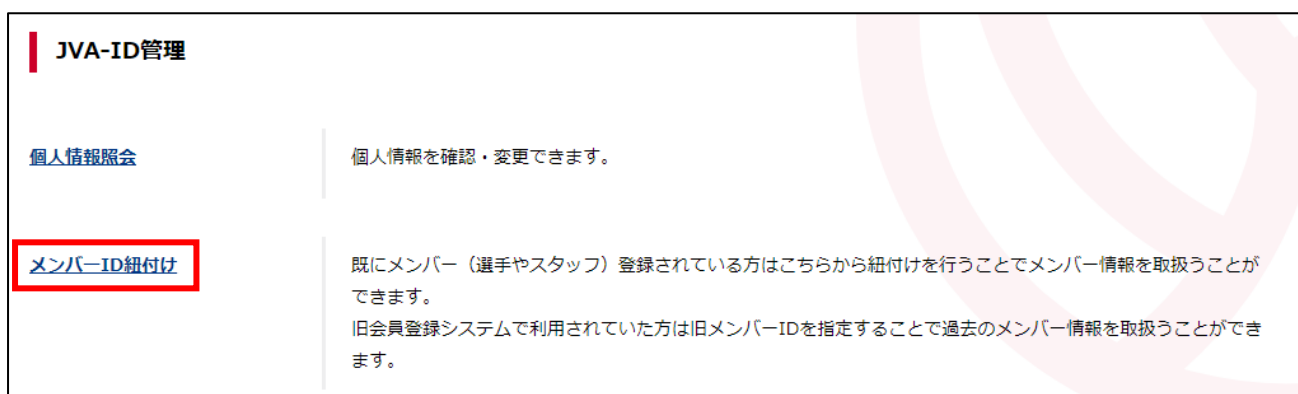 JVA-ID管理
個人情報照会
個人情報を確認・変更できます。
メンバーID紐付け
既にメンバー（選手やスタッフ）登録されている方はこちらから紐付けを行うことでメンバー情報を取扱うことが
できます。
旧会員登録システムで利用されていた方は旧メンバーIDを指定することで過去のメンバー情報を取扱うことができ
ます。